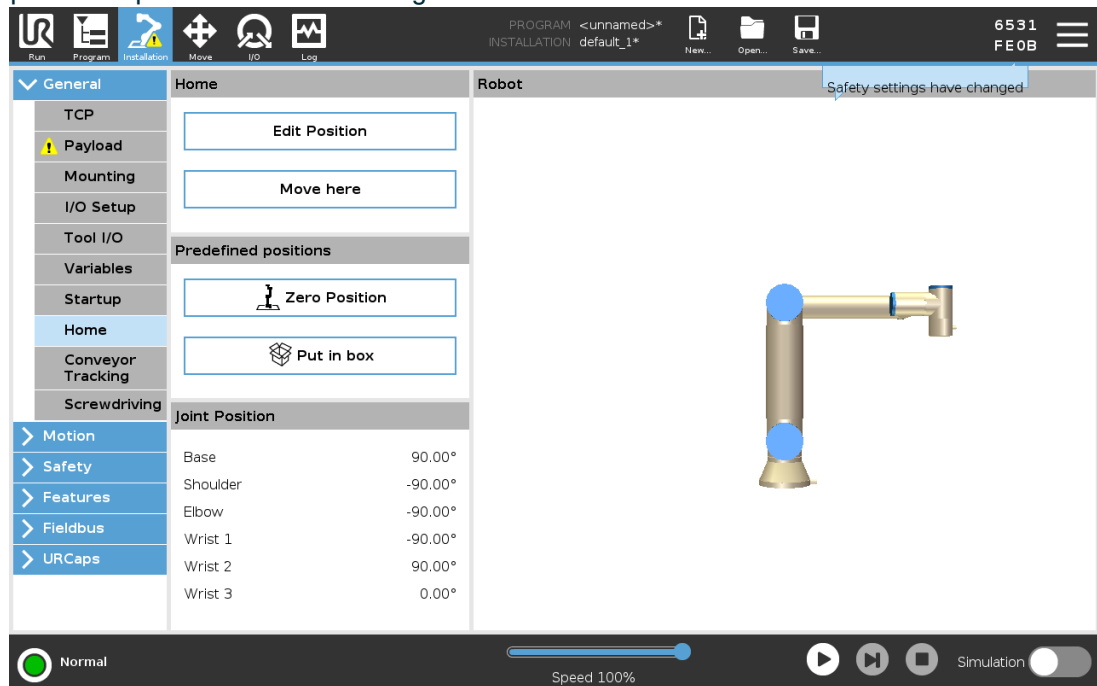 PROGRAM <unnamed>*
INSTALLATION default_1*
Run
Program
Installation
Move
I/O
Log
New...
Open...
Save...
6531
FE0B
Safety settings have changed
General
TCP
Payload
Mounting
I/O Setup
Tool I/O
Variables
Startup
Home
Conveyor
Tracking
Screwdriving
Motion
Safety
Features
Fieldbus
URCaps
Home
Edit Position
Move here
Predefined positions
Zero Position
Put in box
Joint Position
Base 90.00°
Shoulder -90.00°
Elbow -90.00°
Wrist 1 -90.00°
Wrist 2 90.00°
Wrist 3 0.00°
Robot
Normal
Speed 100%
Simulation